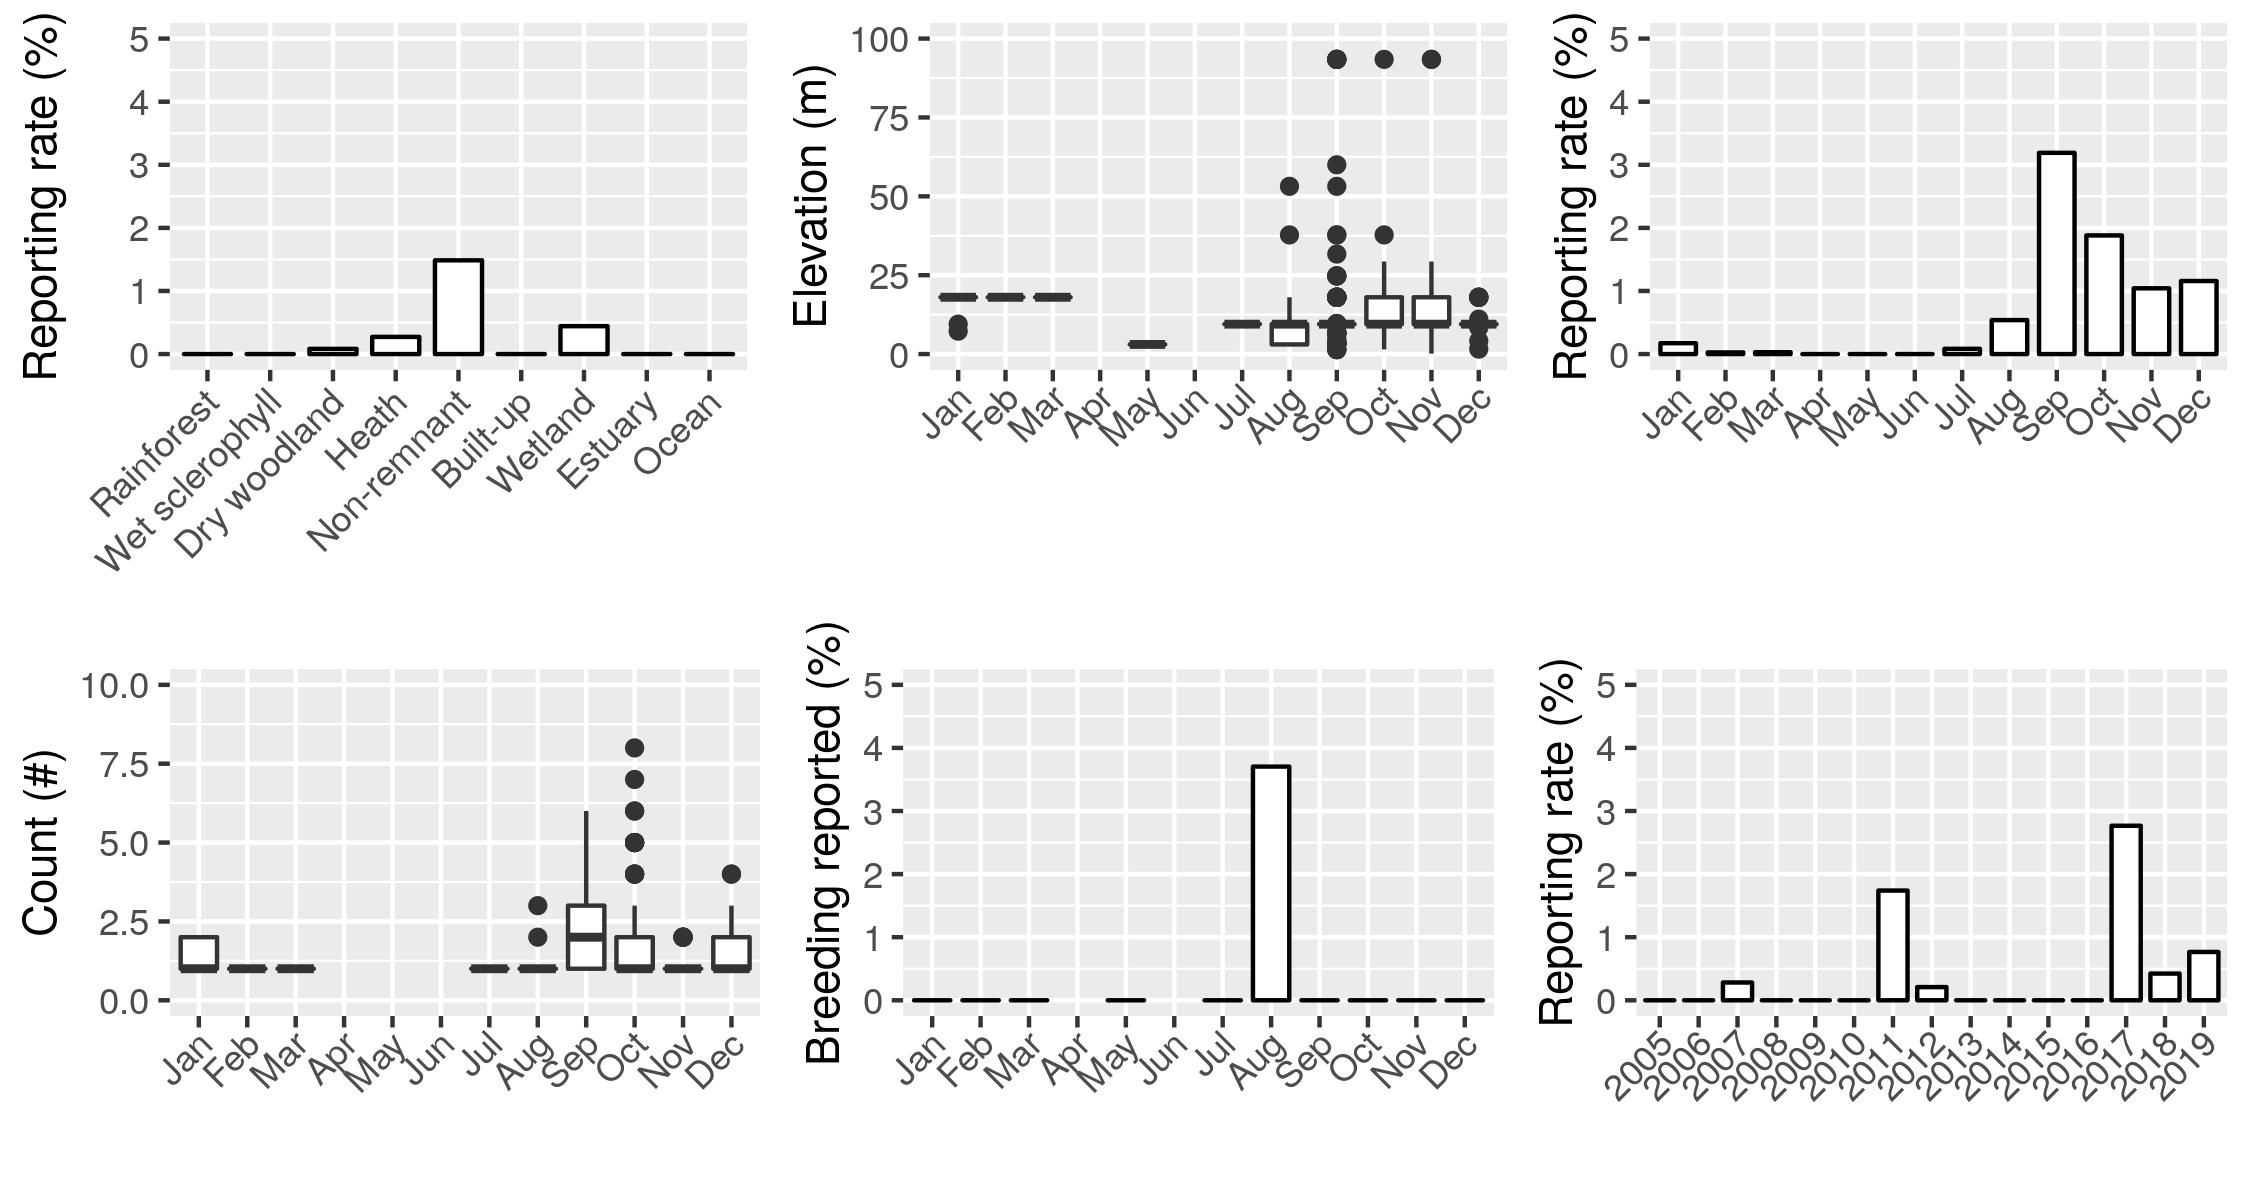 Reporting rate (%)
5
4
3
2
1
0
Rainforest
Wet sclerophyll
Dry woodland
Heath
Non-remnant
Built-up
Wetland
Estuary
Ocean
Elevation (m)
100
75
50
25
0
Jan
Feb
Mar
Apr
May
Jun
Jul
Aug
Sep
Oct
Nov
Dec
Reporting rate (%)
5
4
3
2
1
0
Jan
Feb
Mar
Apr
May
Jun
Jul
Aug
Sep
Oct
Nov
Dec
Count (#)
10.0
7.5
5.0
2.5
0.0
Jan
Feb
Mar
Apr
May
Jun
Jul
Aug
Sep
Oct
Nov
Dec
Breeding reported (%)
5
4
3
2
1
0
Jan
Feb
Mar
Apr
May
Jun
Jul
Aug
Sep
Oct
Nov
Dec
Reporting rate (%)
5
4
3
2
1
0
2005
2006
2007
2008
2009
2010
2011
2012
2013
2014
2015
2016
2017
2018
2019